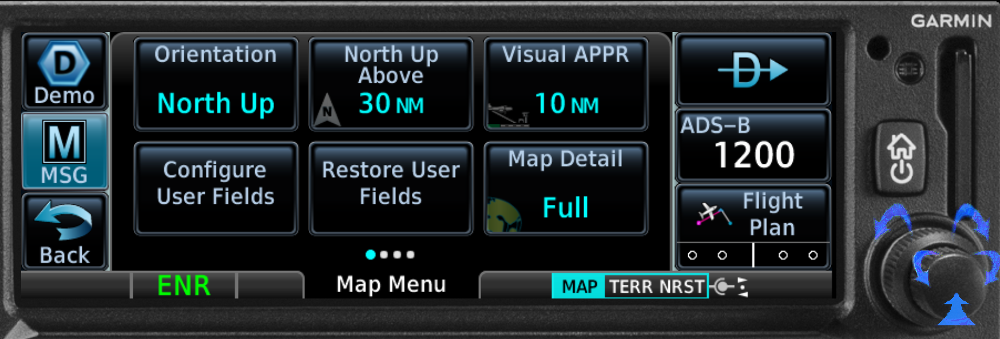 GARMIN
D
Demo
M
MSG
Back
Orientation
North Up
North Up
Above
N
30 NM
Visual APPR
10 NM
Configure
User Fields
Restore User
Fields
Map Detail
Full
D
ADS-B
1200
Flight
Plan
ENR
Map Menu
MAP TERR NRST